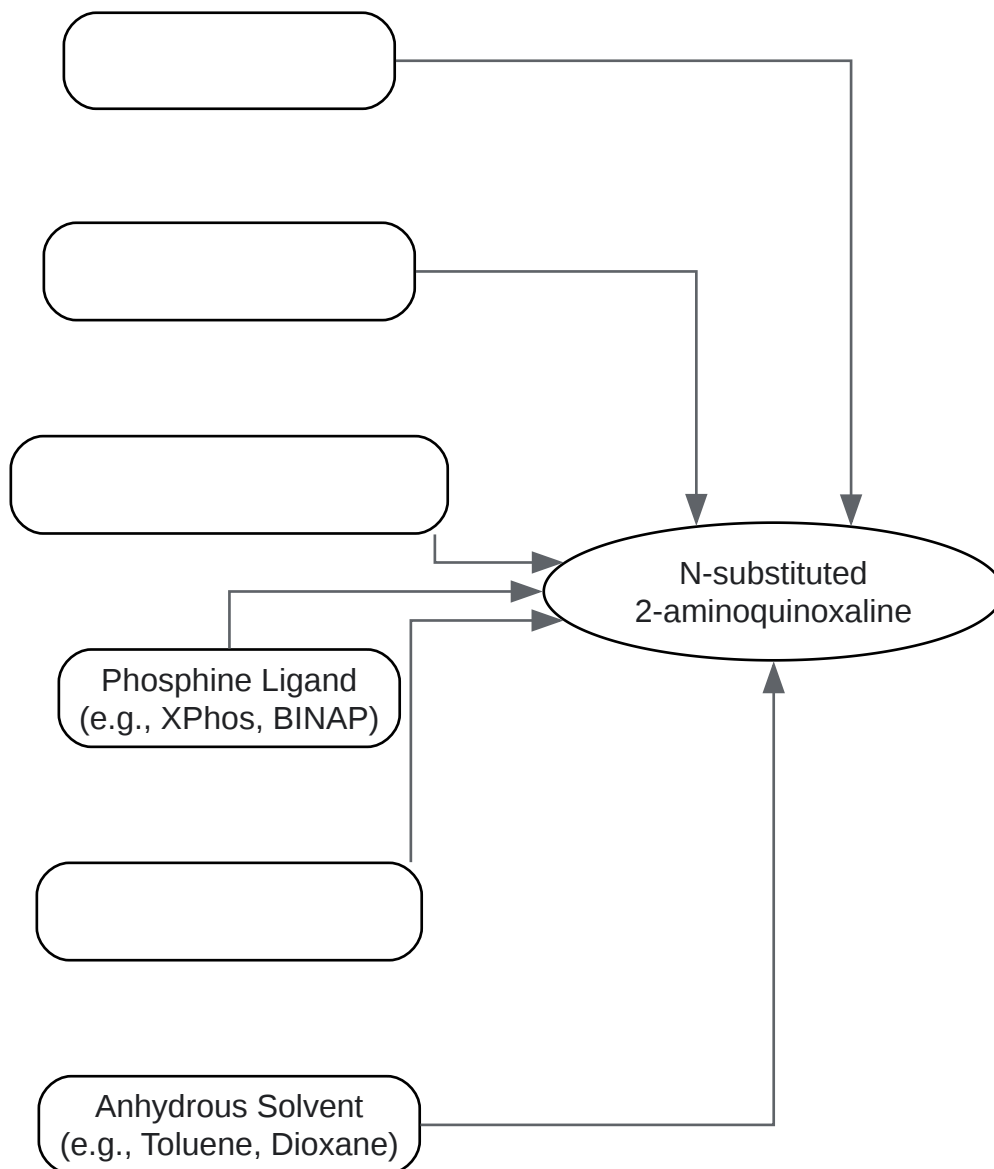 N-substituted
2-aminoquinoxaline
Phosphine Ligand
(e.g., XPhos, BINAP)
Anhydrous Solvent
(e.g., Toluene, Dioxane)